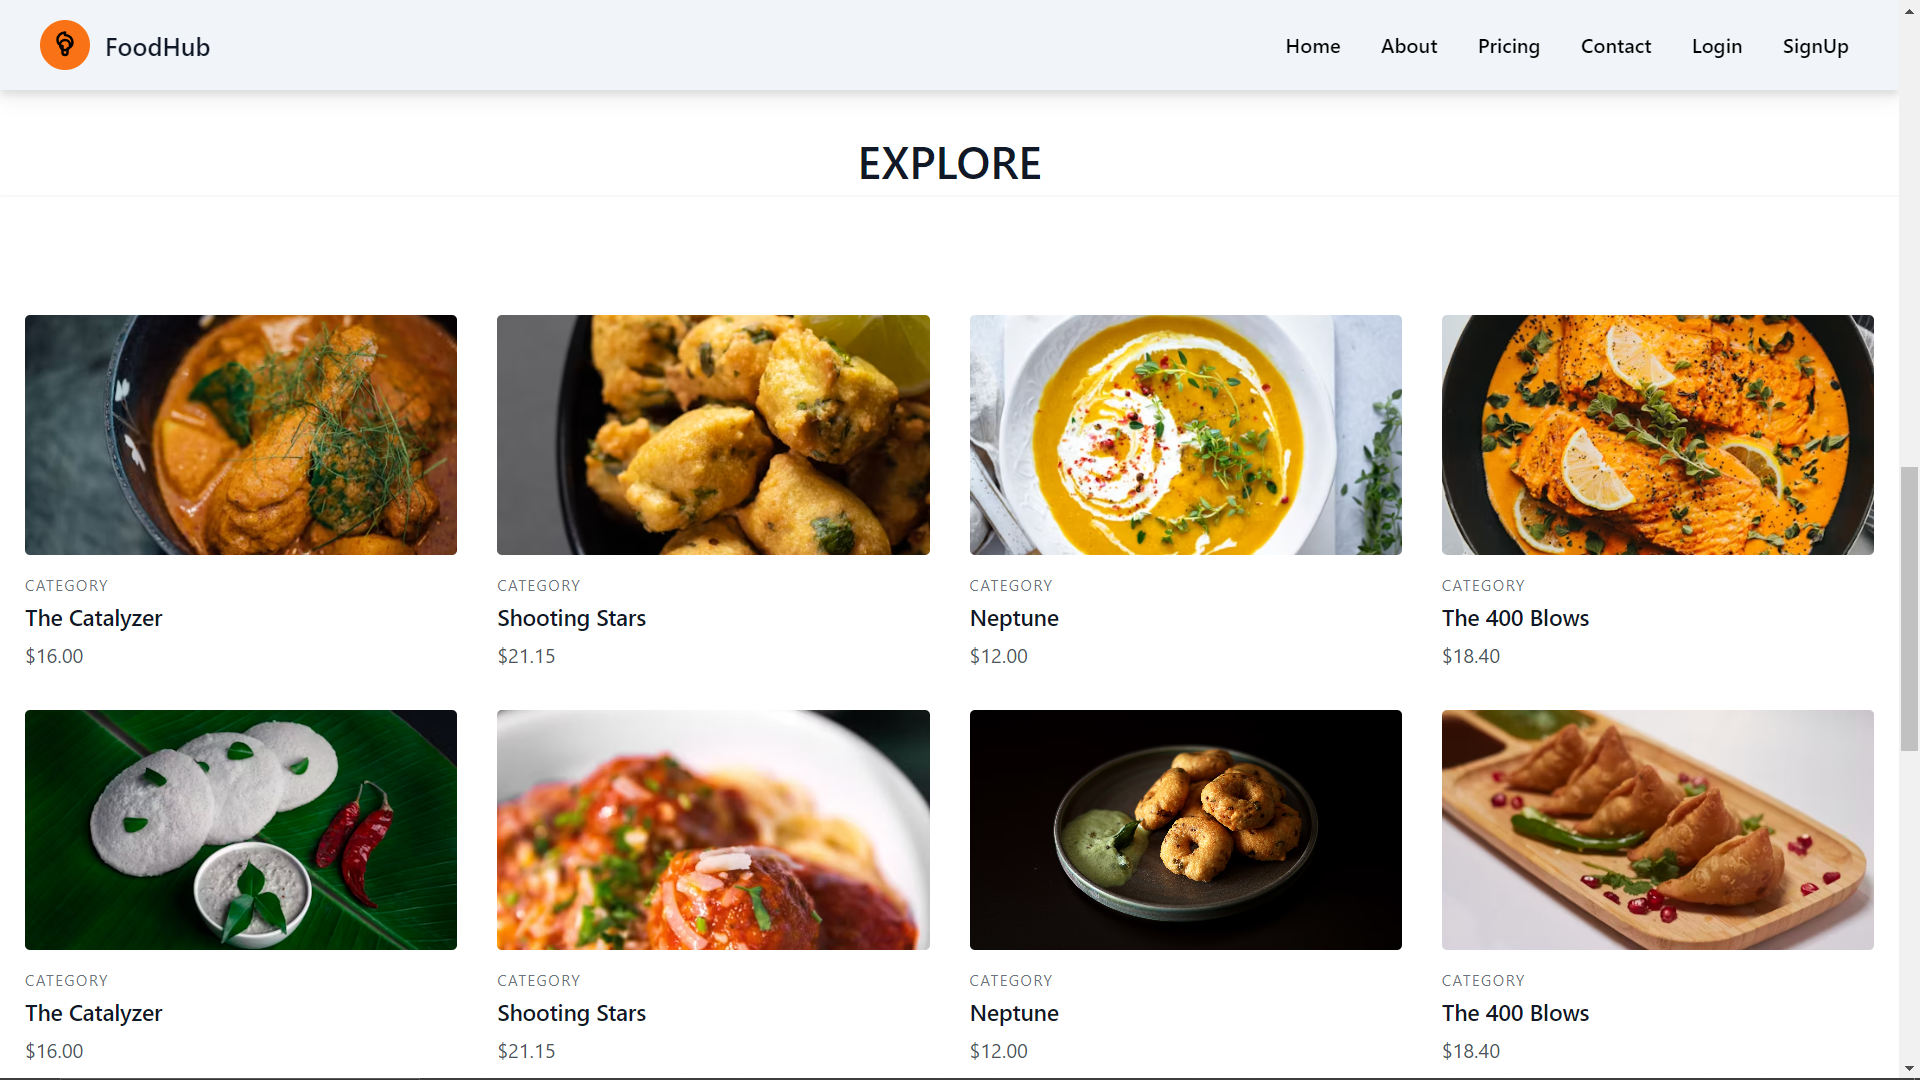 FoodHub
Home
About
Pricing
Contact
Login
SignUp
EXPLORE
CATEGORY
The Catalyzer
$16.00
CATEGORY
Shooting Stars
$21.15
CATEGORY
Neptune
$12.00
CATEGORY
The 400 Blows
$18.40
CATEGORY
The Catalyzer
$16.00
CATEGORY
Shooting Stars
$21.15
CATEGORY
Neptune
$12.00
CATEGORY
The 400 Blows
$18.40